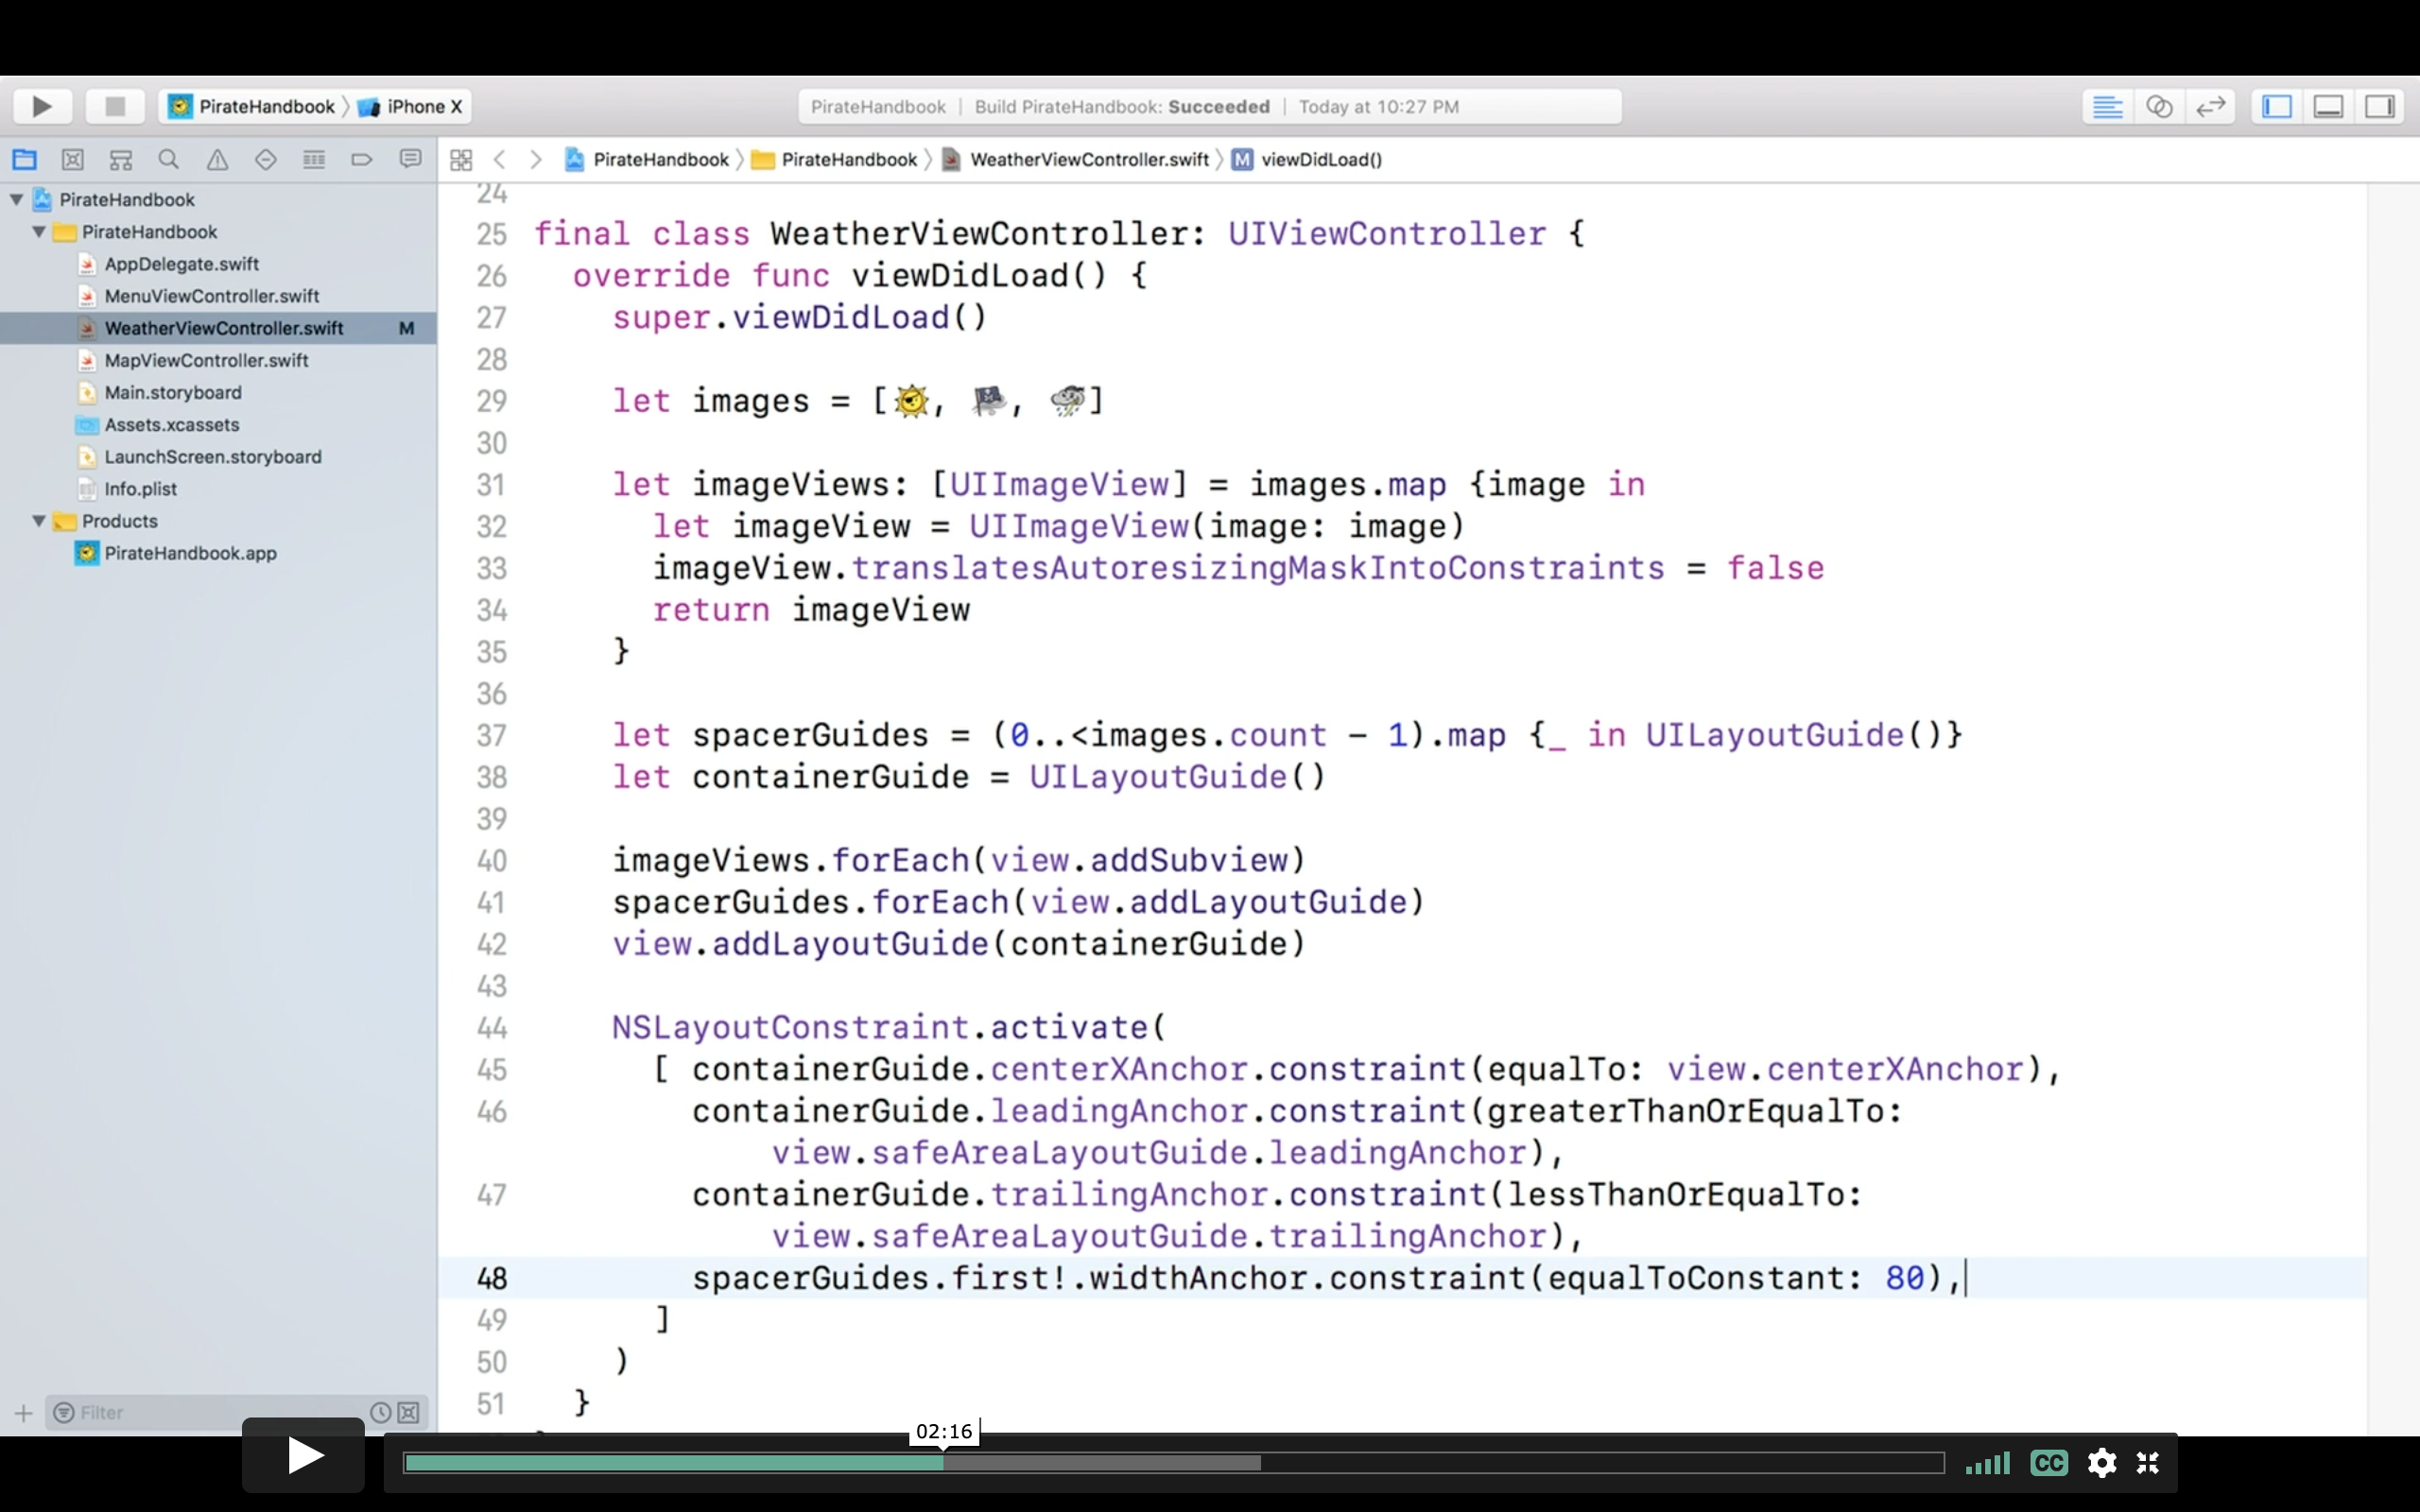 PirateHandbook 〉 iPhone X
PirateHandbook | Build PirateHandbook: Succeeded | Today at 10:27 PM
PirateHandbook 〉 PirateHandbook 〉 WeatherViewController.swift 〉 M viewDidLoad()
PirateHandbook
PirateHandbook
AppDelegate.swift
MenuViewController.swift
WeatherViewController.swift M
MapViewController.swift
Main.storyboard
Assets.xcassets
LaunchScreen.storyboard
Info.plist
Products
PirateHandbook.app
Filter
24
25 final class WeatherViewController: UIViewController {
26 override func viewDidLoad() {
27 super.viewDidLoad()
28
29 let images = [, , ]
30
31 let imageViews: [UIImageView] = images.map {image in
32 let imageView = UIImageView(image: image)
33 imageView.translatesAutoresizingMaskIntoConstraints = false
34 return imageView
35 }
36
37 let spacerGuides = (0..<images.count - 1).map {_ in UILayoutGuide()}
38 let containerGuide = UILayoutGuide()
39
40 imageViews.forEach(view.addSubview)
41 spacerGuides.forEach(view.addLayoutGuide)
42 view.addLayoutGuide(containerGuide)
43
44 NSLayoutConstraint.activate(
45 [ containerGuide.centerXAnchor.constraint(equalTo: view.centerXAnchor),
46 containerGuide.leadingAnchor.constraint(greaterThanOrEqualTo:
view.safeAreaLayoutGuide.leadingAnchor),
47 containerGuide.trailingAnchor.constraint(lessThanOrEqualTo:
view.safeAreaLayoutGuide.trailingAnchor),
48 spacerGuides.first!.widthAnchor.constraint(equalToConstant: 80),
49 ]
50 )
51 }
02:16
CC